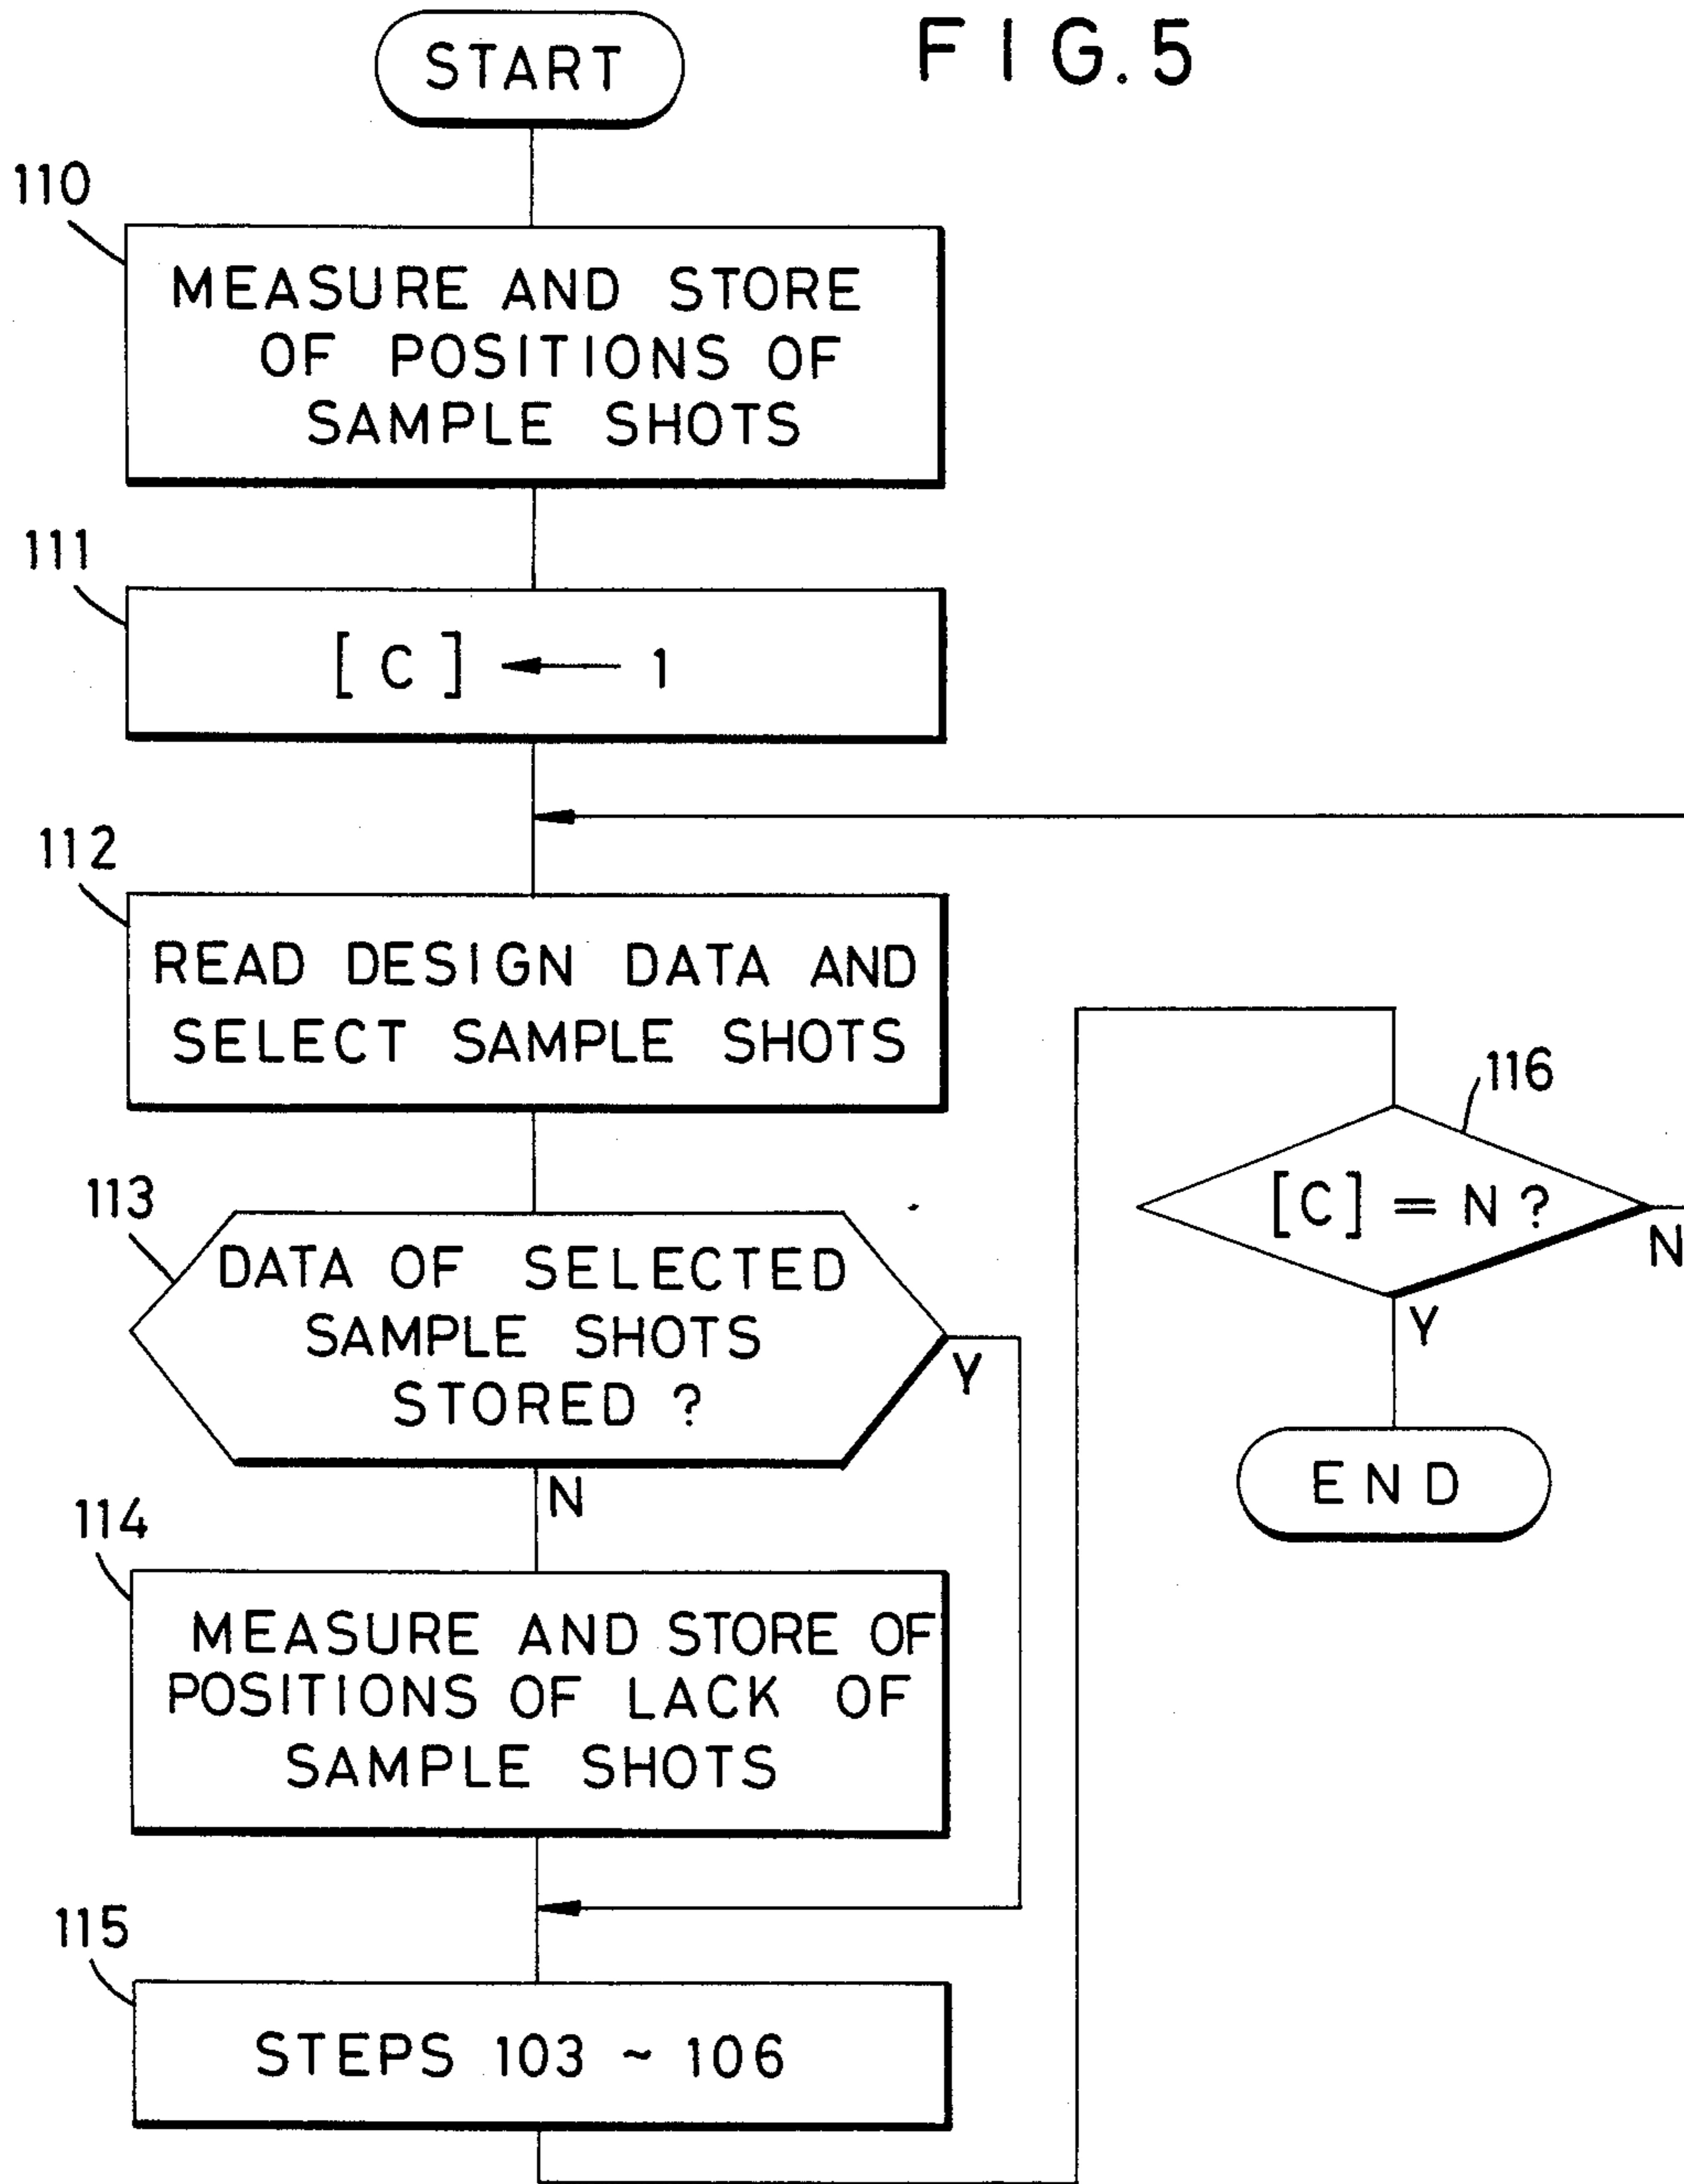 FIG.5
START
110
MEASURE AND STORE
OF POSITIONS OF
SAMPLE SHOTS
111
[C] ← 1
112
READ DESIGN DATA AND
SELECT SAMPLE SHOTS
113
DATA OF SELECTED
SAMPLE SHOTS
STORED ?
Y
N
114
MEASURE AND STORE OF
POSITIONS OF LACK OF
SAMPLE SHOTS
115
STEPS 103 ~ 106
116
[C] = N ?
N
Y
END